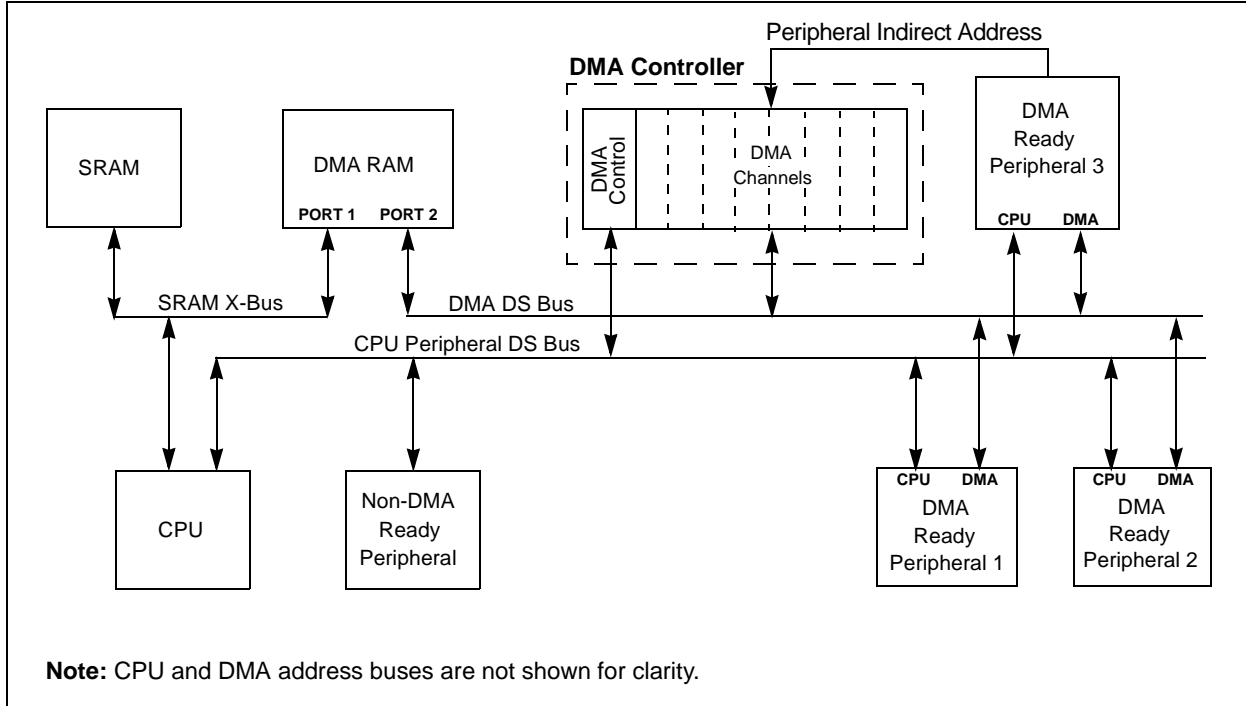 Peripheral Indirect Address
DMA Controller
SRAM
DMA RAM
PORT 1 PORT 2
DMA
Control
DMA
Channels
DMA
Ready
Peripheral 3
CPU DMA
SRAM X-Bus
DMA DS Bus
CPU Peripheral DS Bus
CPU
Non-DMA
Ready
Peripheral
CPU DMA
DMA
Ready
Peripheral 1
CPU DMA
DMA
Ready
Peripheral 2
Note: CPU and DMA address buses are not shown for clarity.